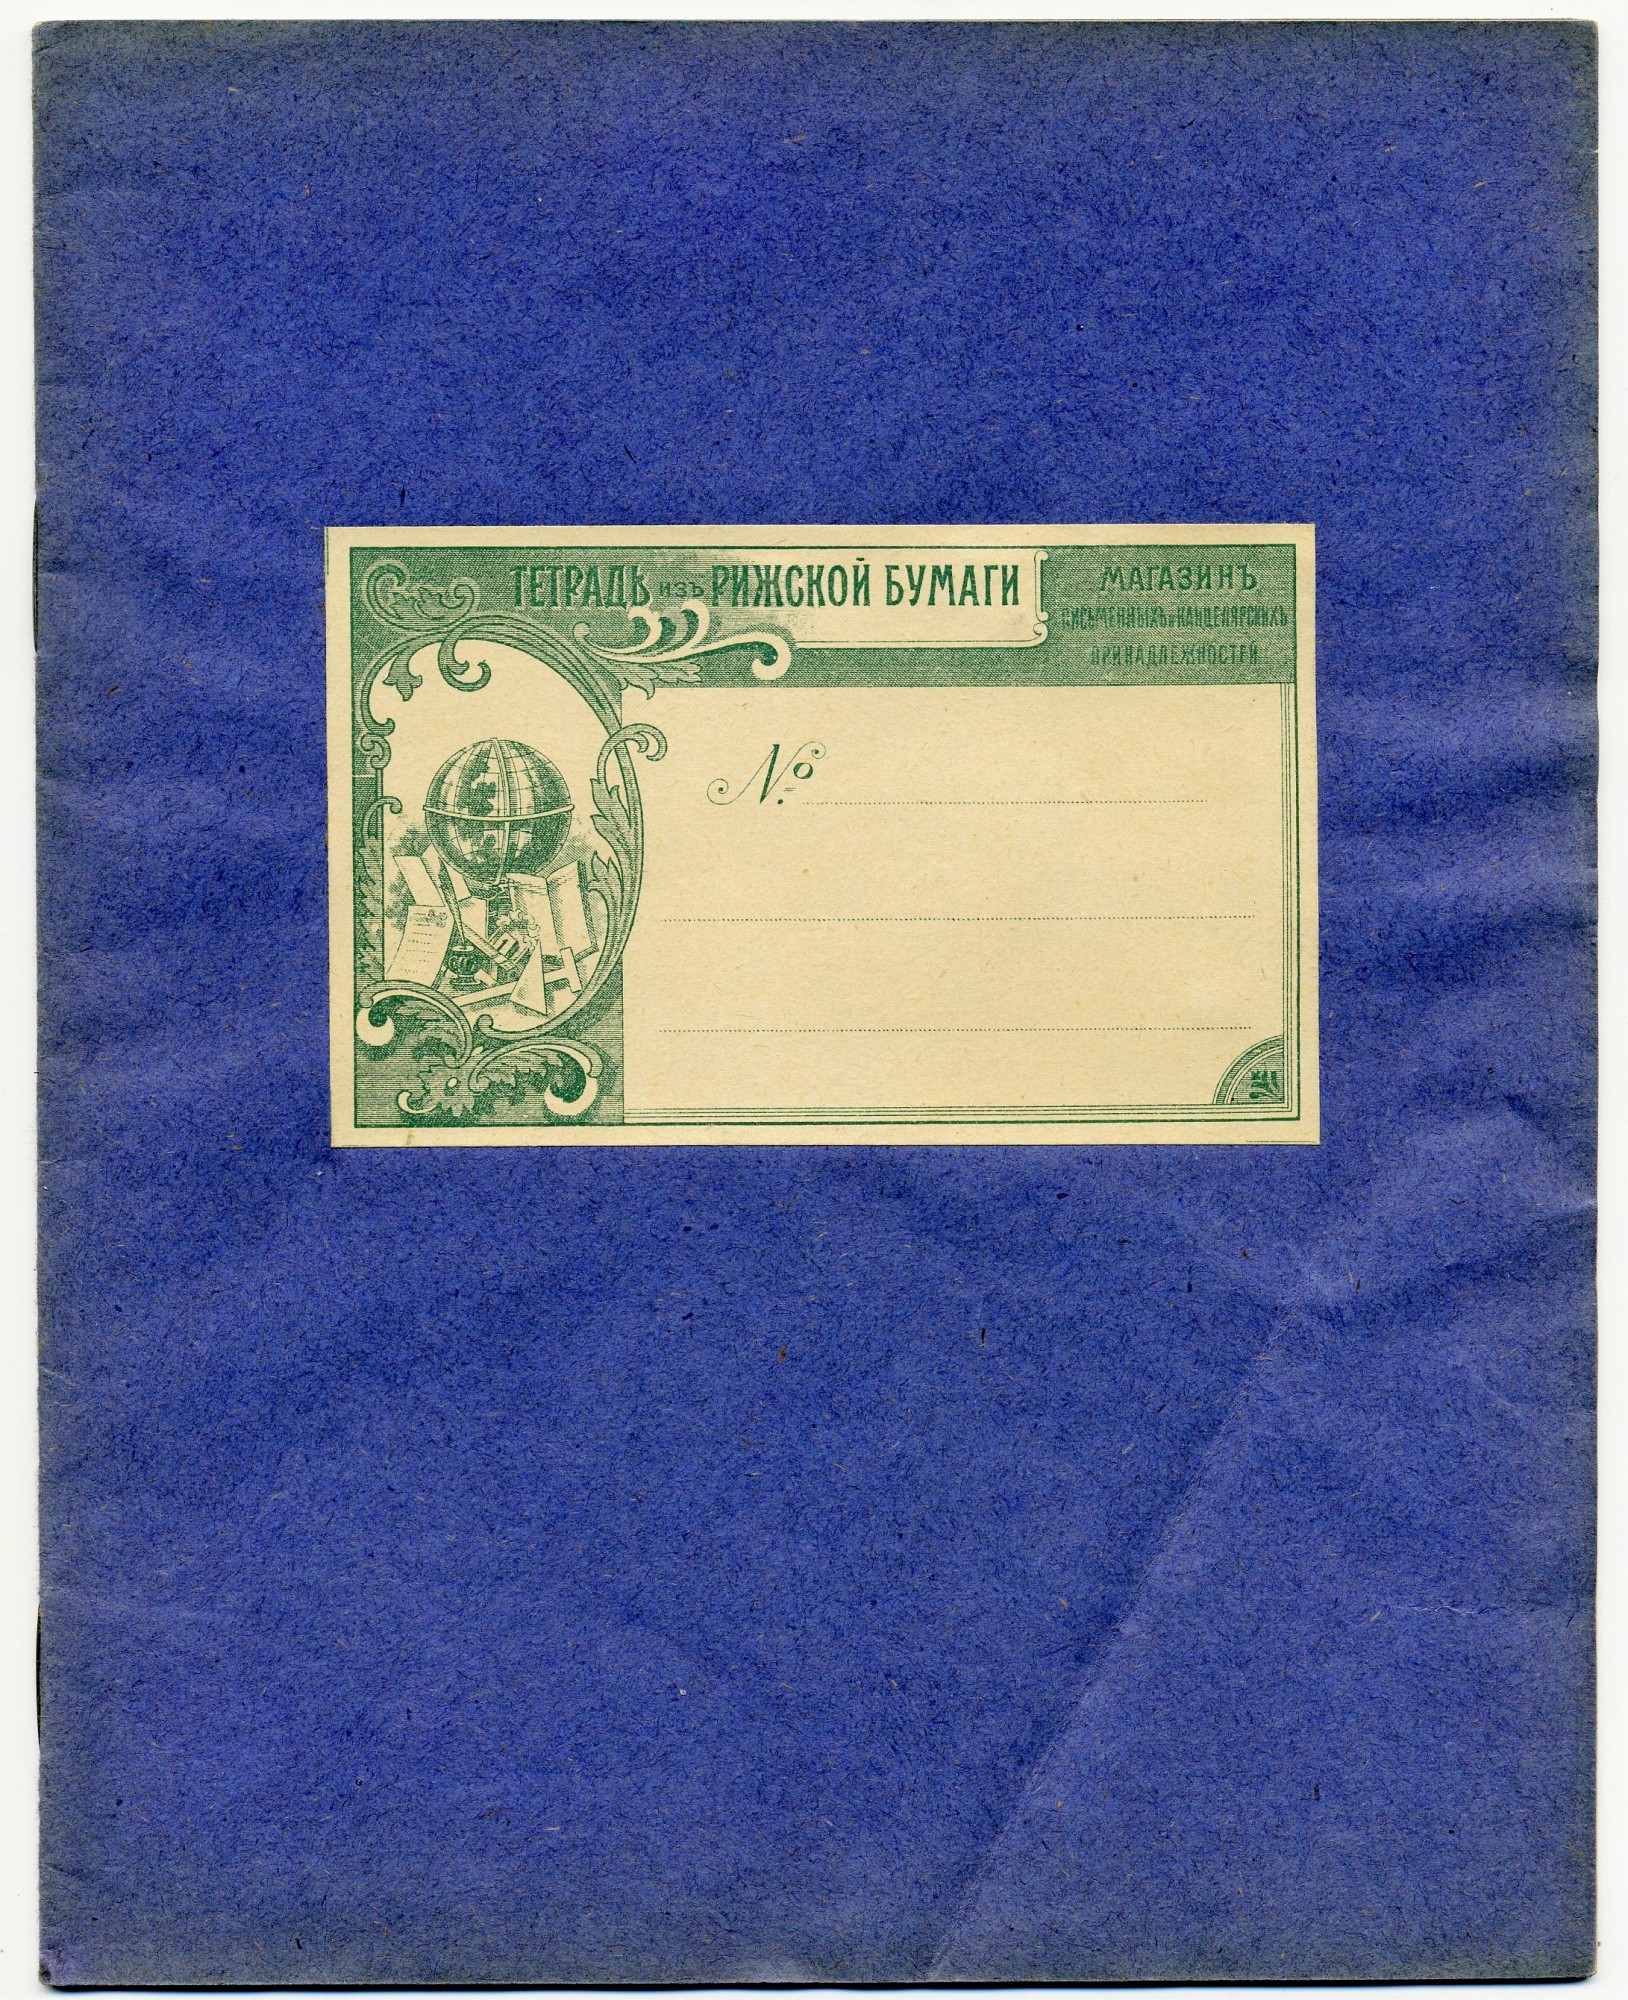 ТЕТРАДЬ изъ РИЖСКОЙ БУМАГИ
МАГАЗИНЪ
ПИСЬМЕННЫХЪ и КАНЦЕЛЯРСКИХЪ
ПРИНАДЛЕЖНОСТЕЙ
№